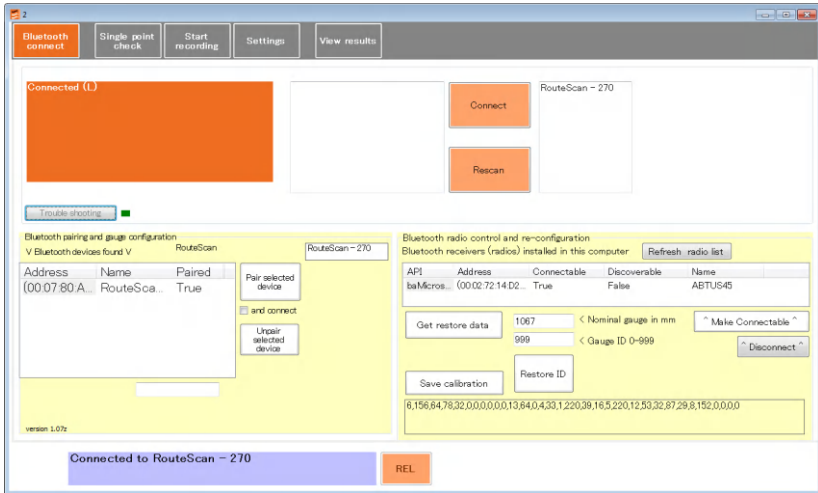 2
Bluetooth connect
Single point check
Start recording
Settings
View results
Connected (L)
Connect
RouteScan - 270
Rescan
Trouble shooting
Bluetooth pairing and gauge configuration
V Bluetooth devices found V
RouteScan
RouteScan - 270
Address Name Paired
(00:07:80:A... RouteSca... True
Pair selected device
and connect
Unpair selected device
version 1.07z
Bluetooth radio control and re-configuration
Bluetooth receivers (radios) installed in this computer
Refresh radio list
API Address Connectable Discoverable Name
baMicros... (00:02:72:14:D2... True False ABTUS45
Get restore data
1067 < Nominal gauge in mm
^ Make Connectable ^
999 < Gauge ID 0-999
^ Disconnect ^
Save calibration
Restore ID
6,156,64,78,32,0,0,0,0,0,0,13,64,0,4,33,1,220,39,16,5,220,12,53,32,87,29,8,152,0,0,0,0
Connected to RouteScan - 270
REL